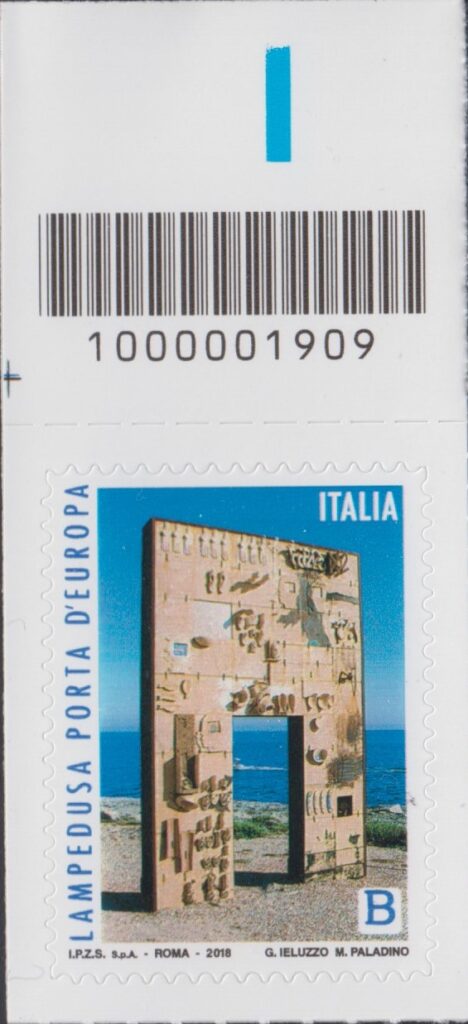 1000001909
ITALIA
LAMPEDUSA PORTA D'EUROPA
B
I.P.Z.S. S.p.A. - ROMA - 2018 G. IELUZZO M. PALADINO